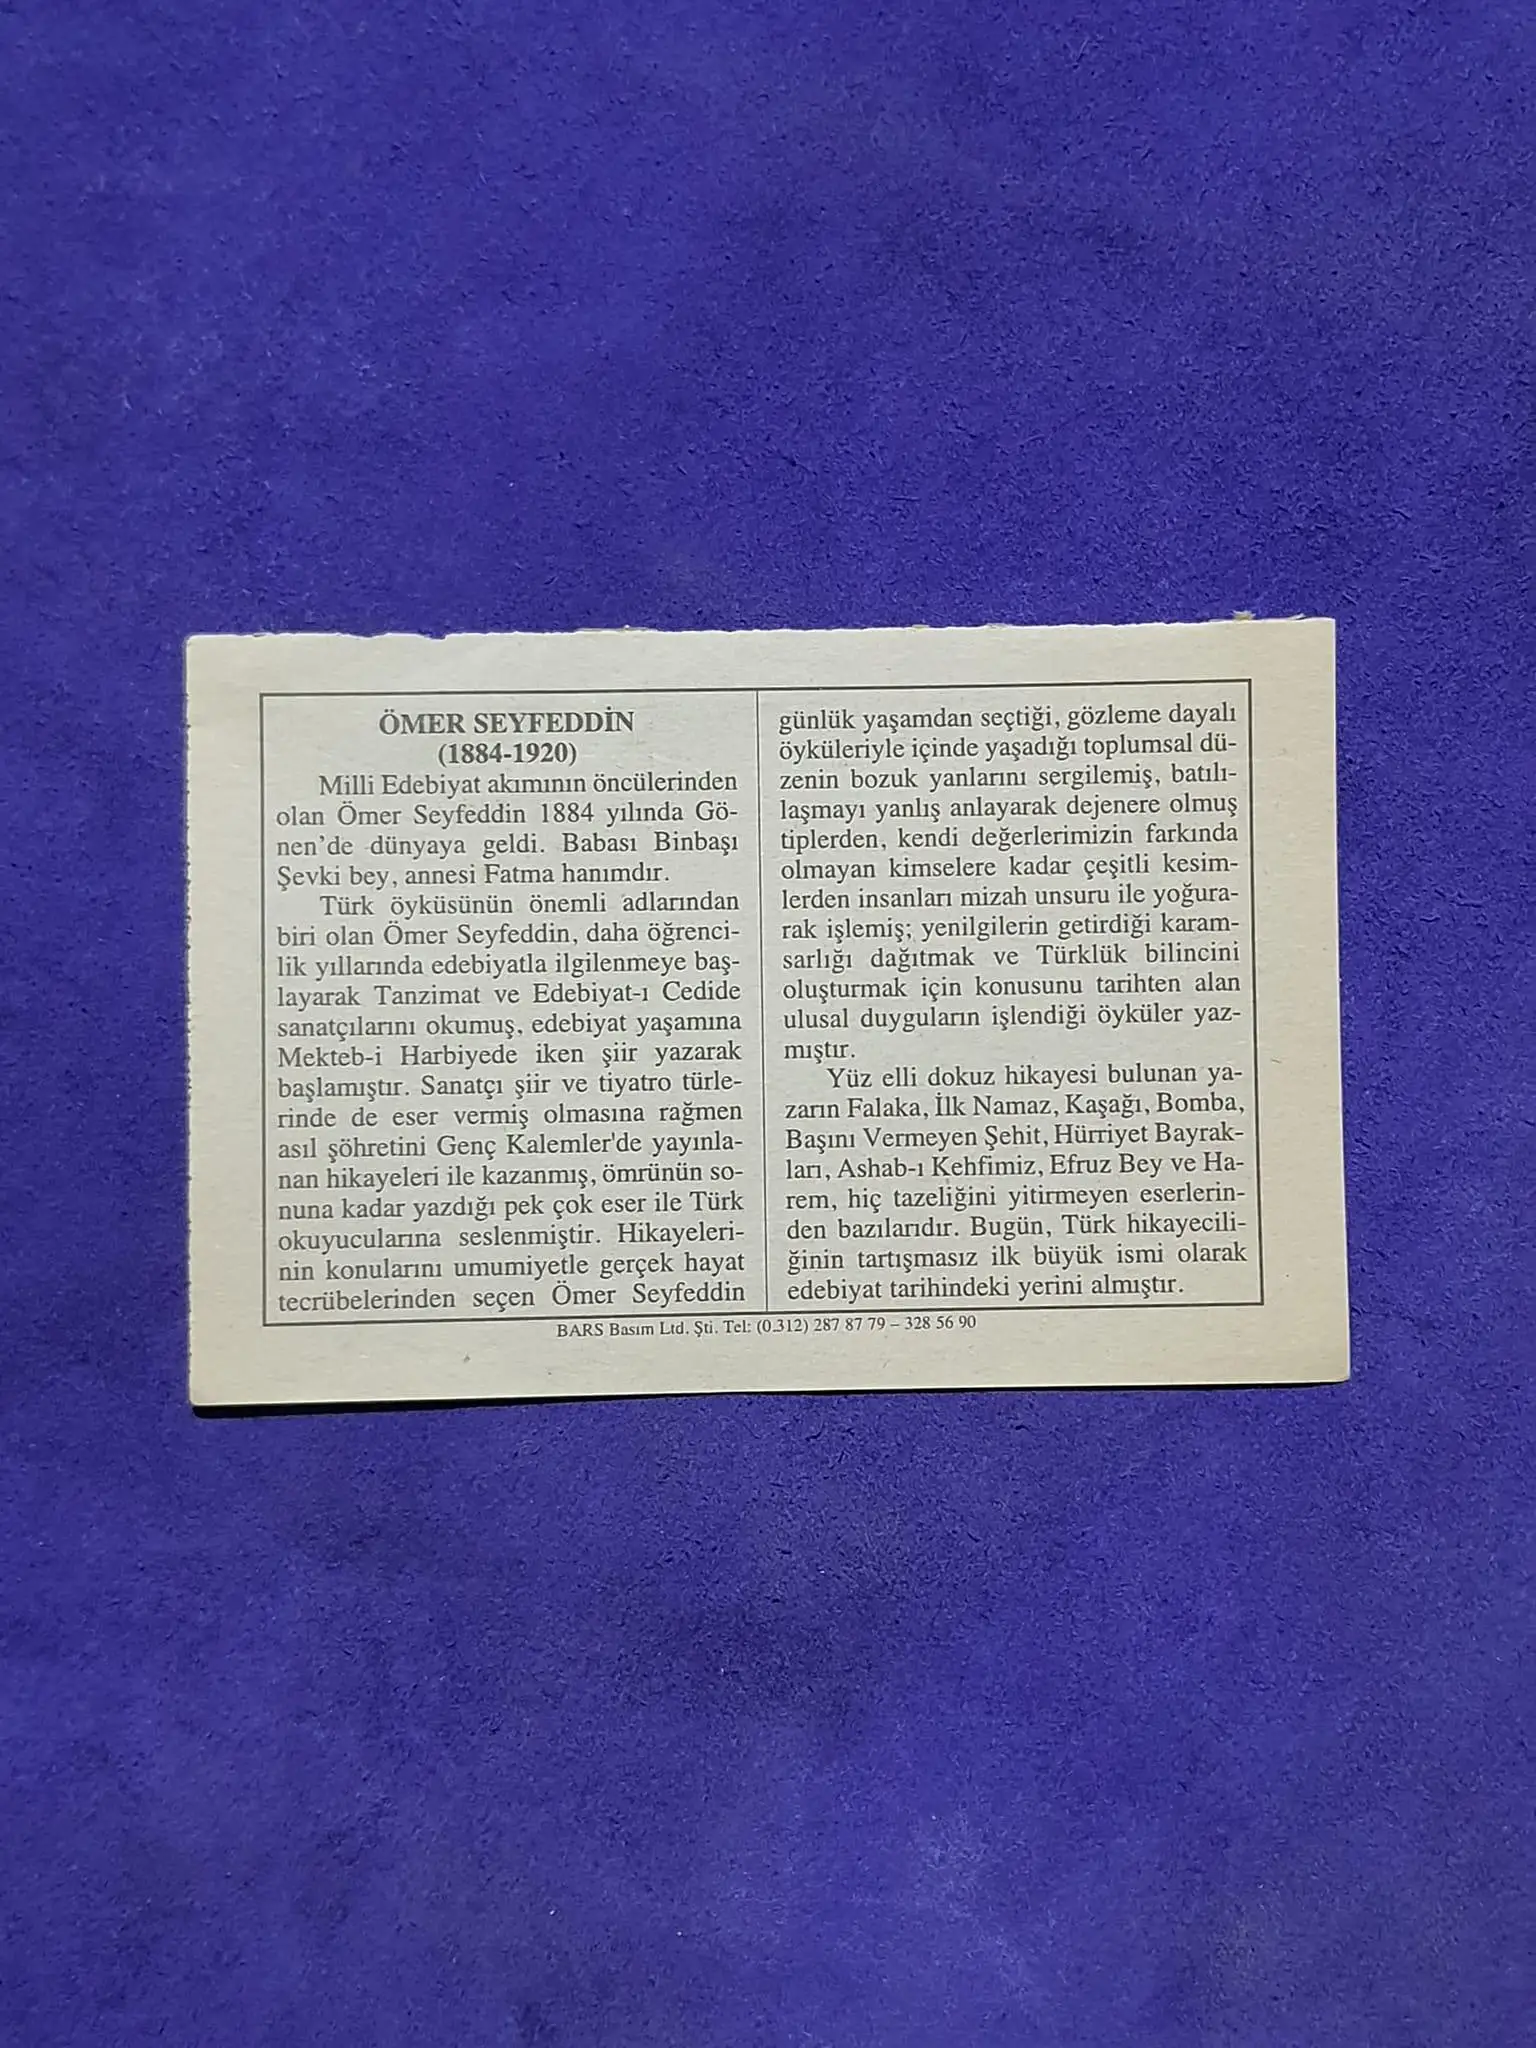 ÖMER SEYFEDDİN
(1884-1920)
Milli Edebiyat akımının öncülerinden
olan Ömer Seyfeddin 1884 yılında Gö-
nen'de dünyaya geldi. Babası Binbaşı
Şevki bey, annesi Fatma hanımdır.
Türk öyküsünün önemli adlarından
biri olan Ömer Seyfeddin, daha öğrenci-
lik yıllarında edebiyatla ilgilenmeye baş-
layarak Tanzimat ve Edebiyat-ı Cedide
sanatçılarını okumuş, edebiyat yaşamına
Mekteb-i Harbiyede iken şiir yazarak
başlamıştır. Sanatçı şiir ve tiyatro türle-
rinde de eser vermiş olmasına rağmen
asıl şöhretini Genç Kalemler'de yayınla-
nan hikayeleri ile kazanmış, ömrünün so-
nuna kadar yazdığı pek çok eser ile Türk
okuyucularına seslenmiştir. Hikayeleri-
nin konularını umumiyetle gerçek hayat
tecrübelerinden seçen Ömer Seyfeddin
günlük yaşamdan seçtiği, gözleme dayalı
öyküleriyle içinde yaşadığı toplumsal dü-
zenin bozuk yanlarını sergilemiş, batılı-
laşmayı yanlış anlayarak dejenere olmuş
tiplerden, kendi değerlerimizin farkında
olmayan kimselere kadar çeşitli kesim-
lerden insanları mizah unsuru ile yoğura-
rak işlemiş; yenilgilerin getirdiği karam-
sarlığı dağıtmak ve Türklük bilincini
oluşturmak için konusunu tarihten alan
ulusal duyguların işlendiği öyküler yaz-
mıştır.
Yüz elli dokuz hikayesi bulunan ya-
zarın Falaka, İlk Namaz, Kaşağı, Bomba,
Başını Vermeyen Şehit, Hürriyet Bayrak-
ları, Ashab-ı Kehfimiz, Efruz Bey ve Ha-
rem, hiç tazeliğini yitirmeyen eserlerin-
den bazılarıdır. Bugün, Türk hikayecili-
ğinin tartışmasız ilk büyük ismi olarak
edebiyat tarihindeki yerini almıştır.
BARS Basım Ltd. Şti. Tel: (0.312) 287 87 79 – 328 56 90